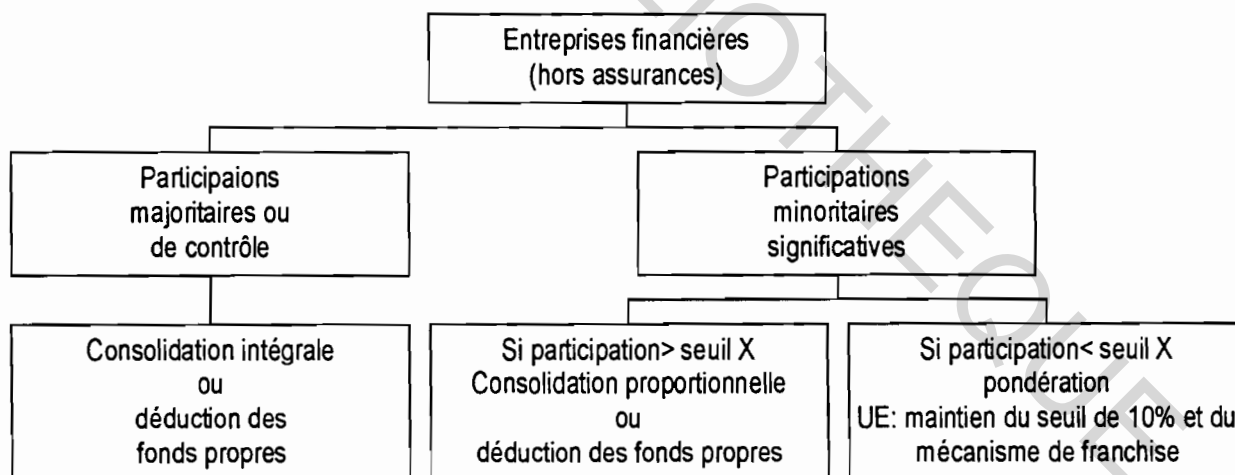 Entreprises financières
(hors assurances)
Participaions
majoritaires ou
de contrôle
Participations
minoritaires
significatives
Consolidation intégrale
ou
déduction des
fonds propres
Si participation> seuil X
Consolidation proportionnelle
ou
déduction des fonds propres
Si participation< seuil X
pondération
UE: maintien du seuil de 10% et du
mécanisme de franchise
IOTHEQUE